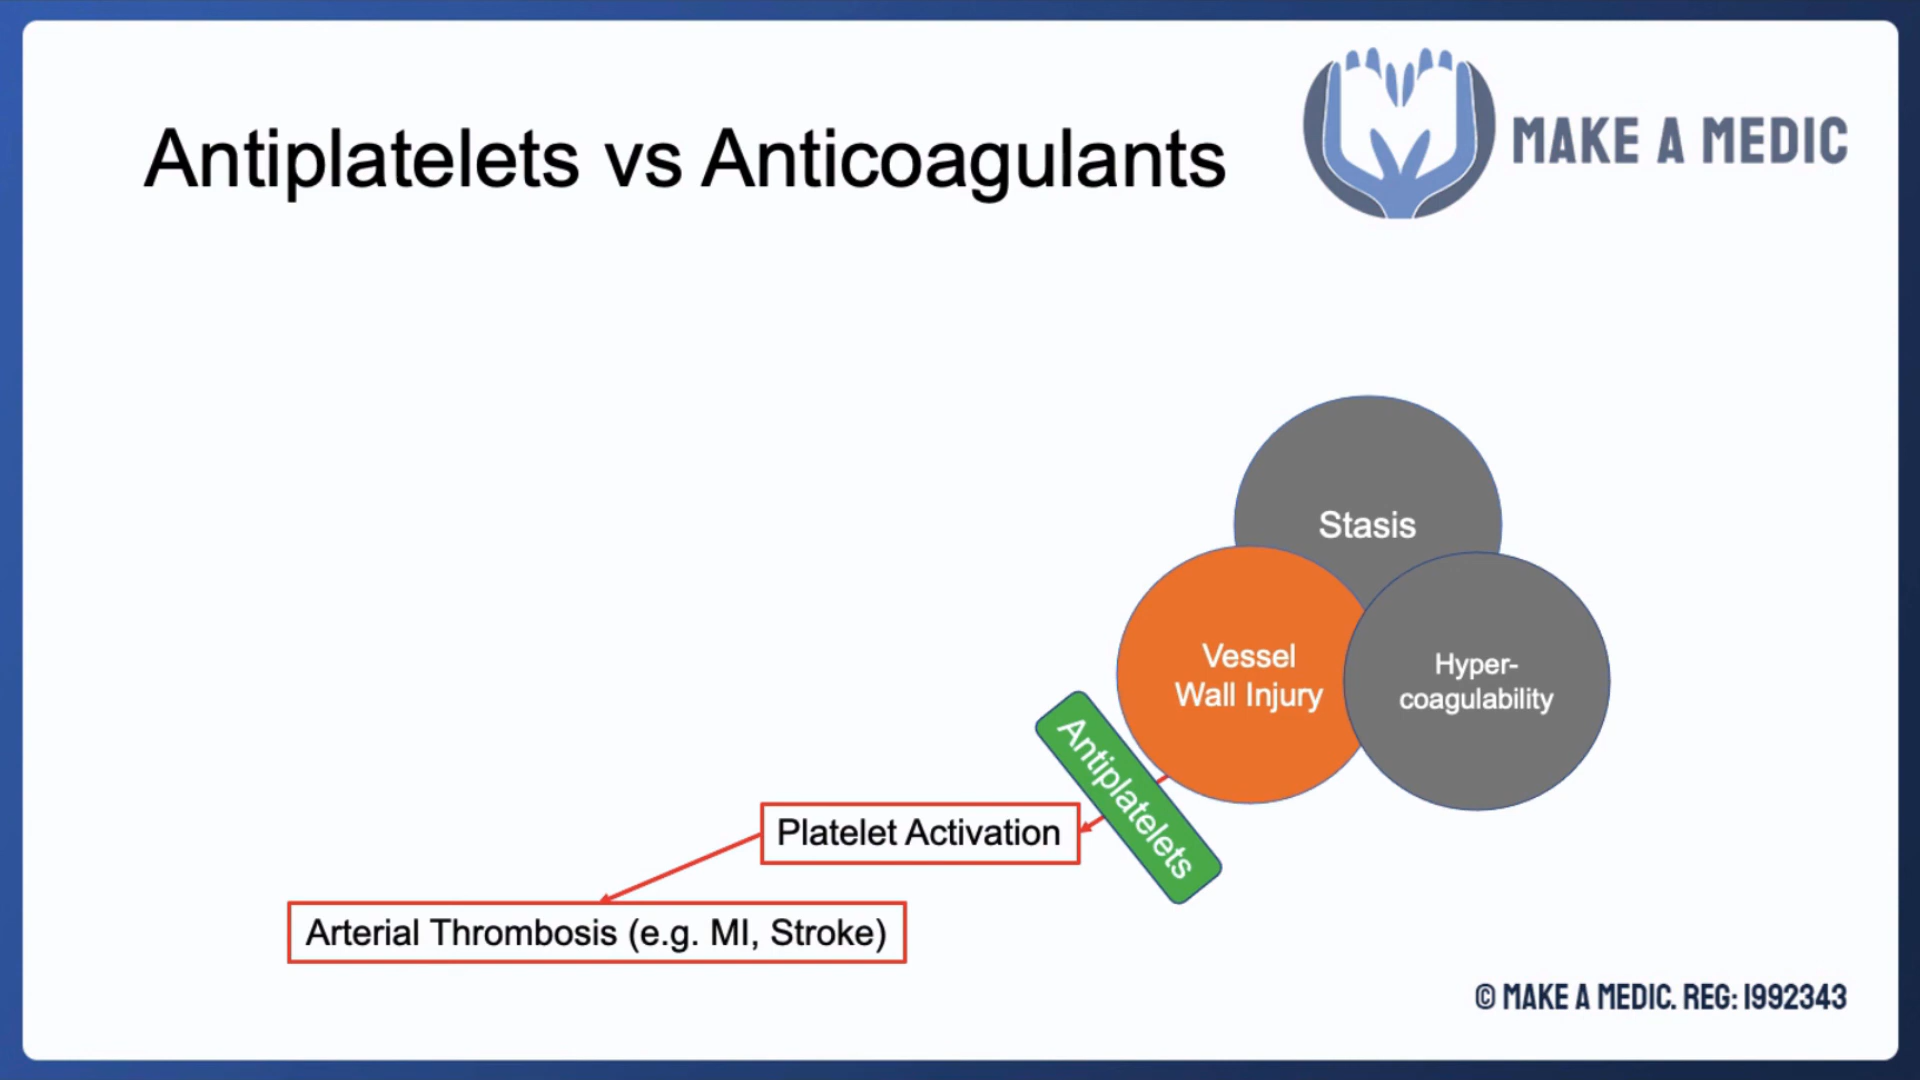 Antiplatelets vs Anticoagulants
MAKE A MEDIC
Stasis
Vessel
Wall Injury
Hyper-
coagulability
Antiplatelets
Platelet Activation
Arterial Thrombosis (e.g. MI, Stroke)
© MAKE A MEDIC. REG: 1992343